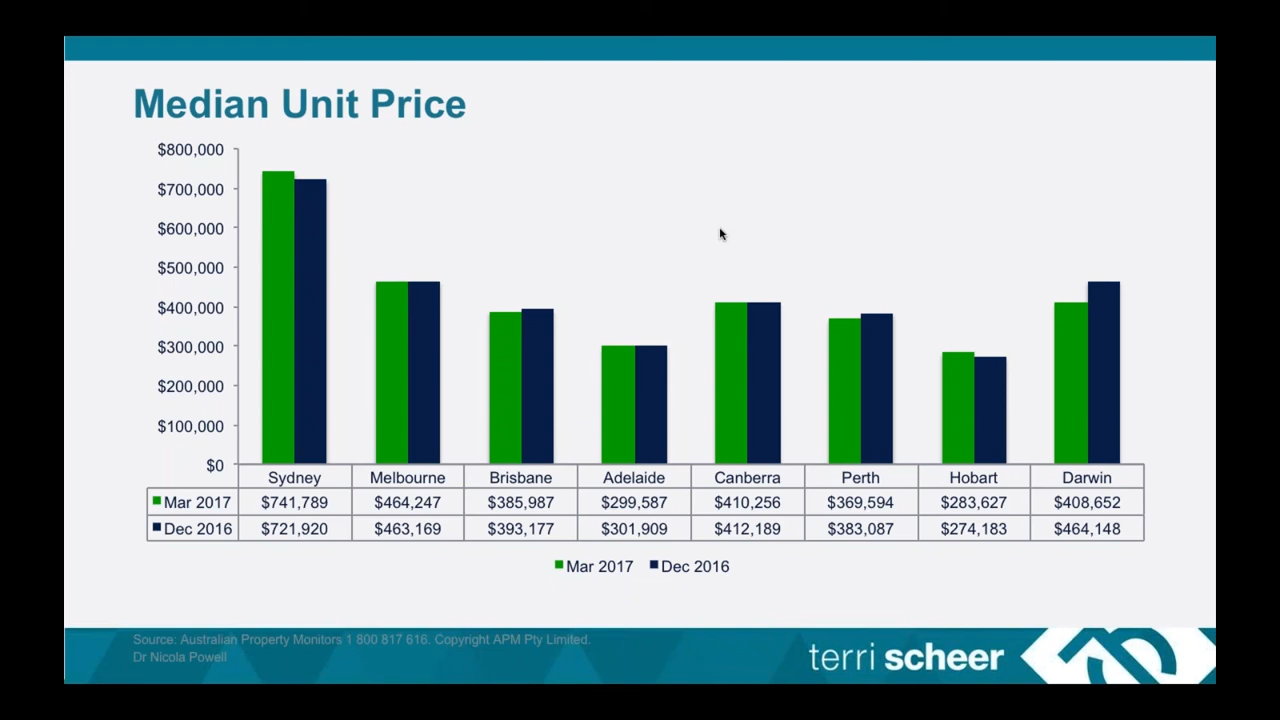 Median Unit Price
$800,000
$700,000
$600,000
$500,000
$400,000
$300,000
$200,000
$100,000
$0
Sydney Melbourne Brisbane Adelaide Canberra Perth Hobart Darwin
Mar 2017 $741,789 $464,247 $385,987 $299,587 $410,256 $369,594 $283,627 $408,652
Dec 2016 $721,920 $463,169 $393,177 $301,909 $412,189 $383,087 $274,183 $464,148
Mar 2017 Dec 2016
Source: Australian Property Monitors 1 800 817 616. Copyright APM Pty Limited.
Dr Nicola Powell
terri scheer